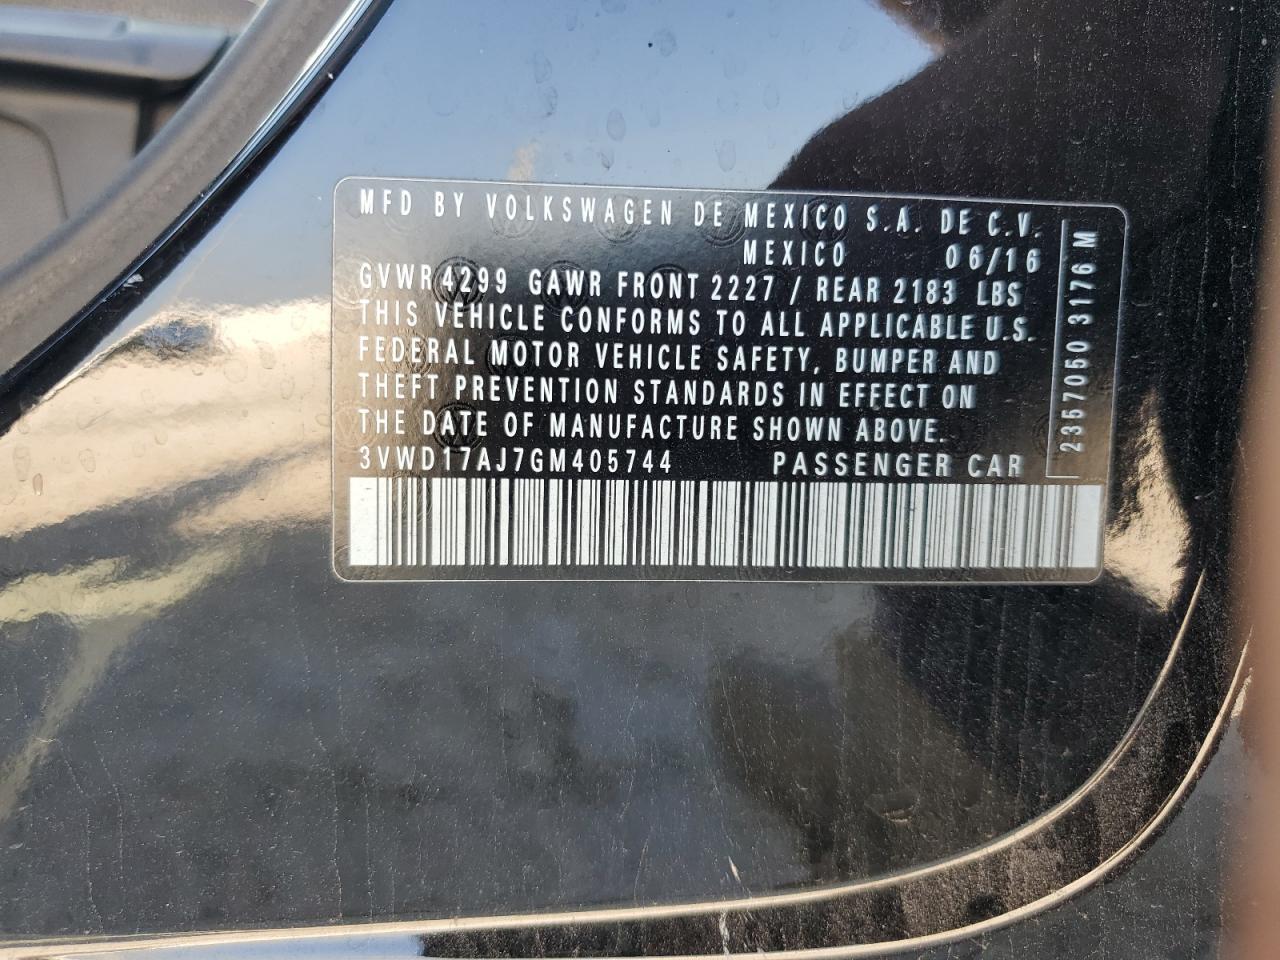 MFD BY VOLKSWAGEN DE MEXICO S.A. DE C.V.
MEXICO 06/16
GVWR 4299 GAWR FRONT 2227 / REAR 2183 LBS
THIS VEHICLE CONFORMS TO ALL APPLICABLE U.S.
FEDERAL MOTOR VEHICLE SAFETY, BUMPER AND
THEFT PREVENTION STANDARDS IN EFFECT ON
THE DATE OF MANUFACTURE SHOWN ABOVE.
3VWD17AJ7GM405744 PASSENGER CAR
2357050 3176 M